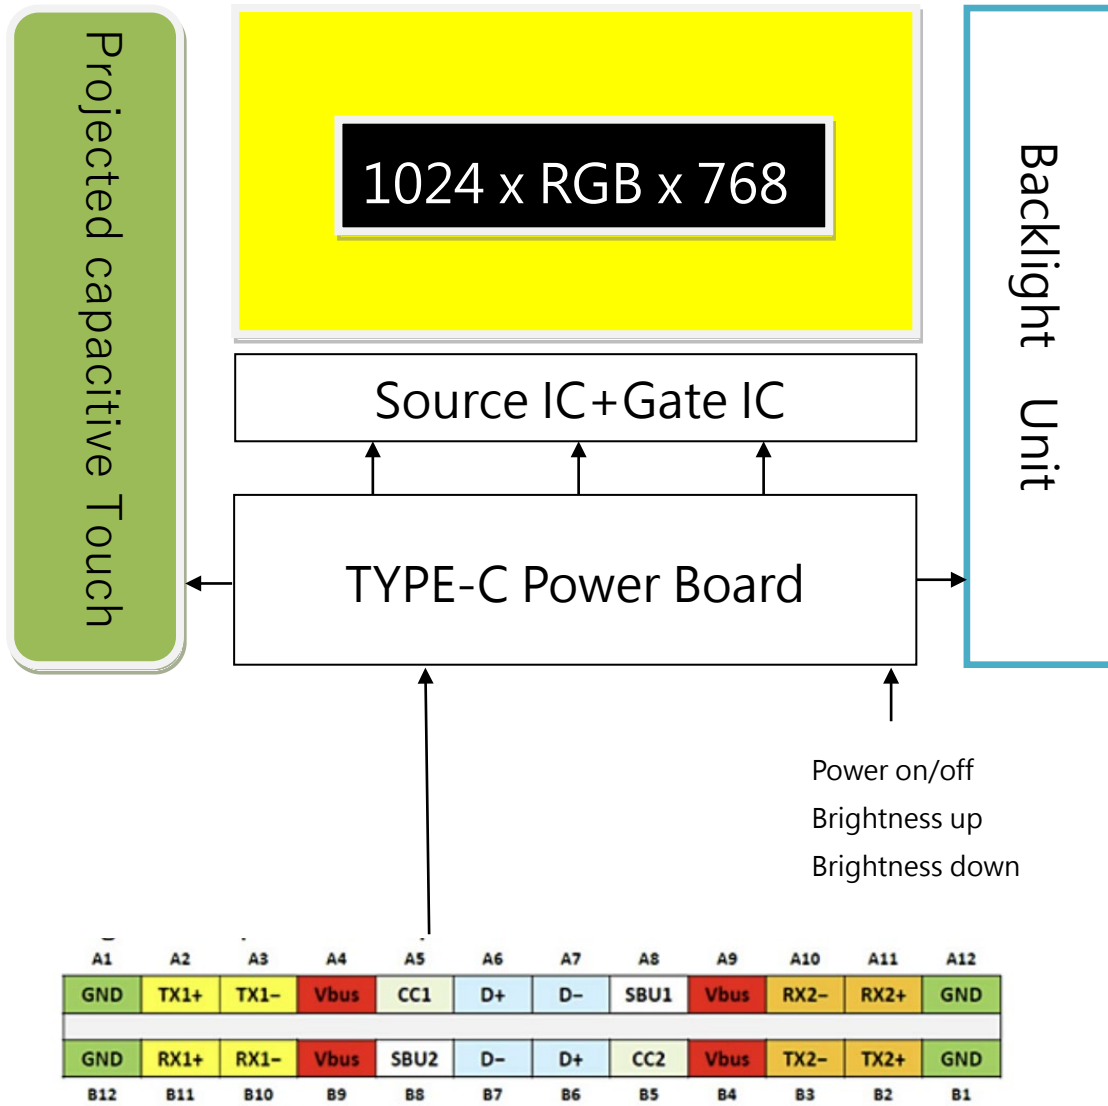 Projected capacitive Touch
1024 x RGB x 768
Backlight Unit
Source IC+Gate IC
TYPE-C Power Board
Power on/off
Brightness up
Brightness down
A1 A2 A3 A4 A5 A6 A7 A8 A9 A10 A11 A12
GND TX1+ TX1− Vbus CC1 D+ D− SBU1 Vbus RX2− RX2+ GND
GND RX1+ RX1− Vbus SBU2 D− D+ CC2 Vbus TX2− TX2+ GND
B12 B11 B10 B9 B8 B7 B6 B5 B4 B3 B2 B1